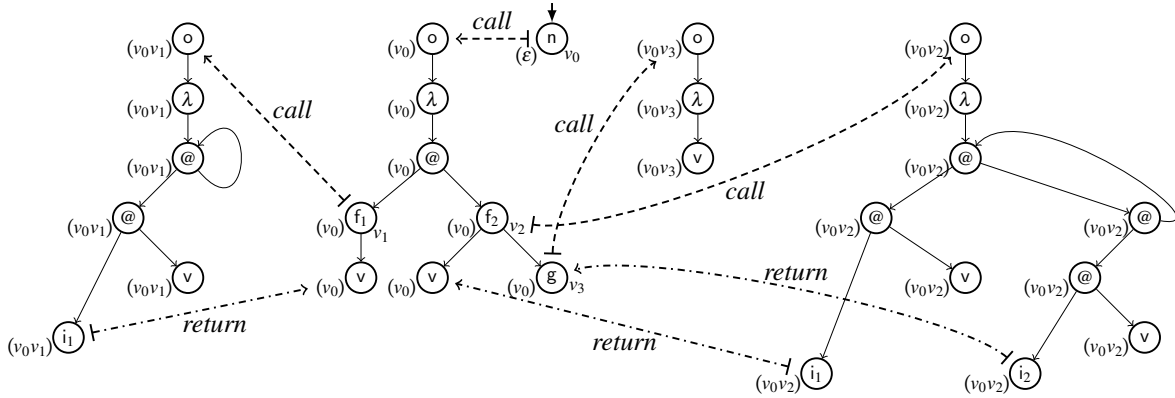 call
(v₀v₁) o (v₀) o (ε) n v₀ (v₀v₃) o (v₀v₂) o
(v₀v₁) λ (v₀) λ (v₀v₃) λ (v₀v₂) λ
call call
(v₀v₁) @ (v₀) @ (v₀v₃) v (v₀v₂) @
call
(v₀v₁) @ (v₀) f₁ v₁ (v₀) f₂ v₂ (v₀v₂) @ (v₀v₂) @
(v₀v₁) v (v₀) v (v₀) v (v₀) g v₃ return (v₀v₂) v (v₀v₂) @
return return
(v₀v₁) i₁ (v₀v₂) v
(v₀v₂) i₁ (v₀v₂) i₂